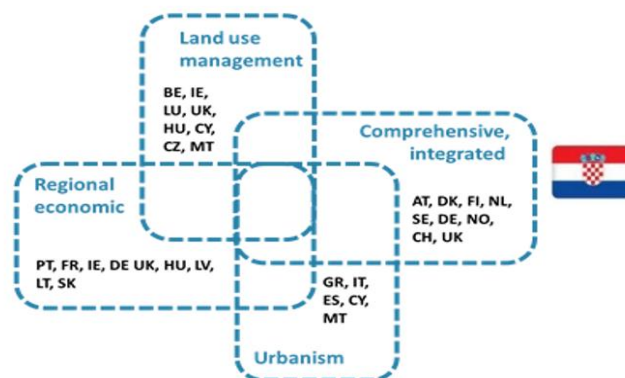 Land use
management
BE, IE,
LU, UK,
HU, CY,
CZ, MT
Comprehensive,
integrated
AT, DK, FI, NL,
SE, DE, NO,
CH, UK
Regional
economic
PT, FR, IE, DE UK, HU, LV,
LT, SK
GR, IT,
ES, CY,
MT
Urbanism